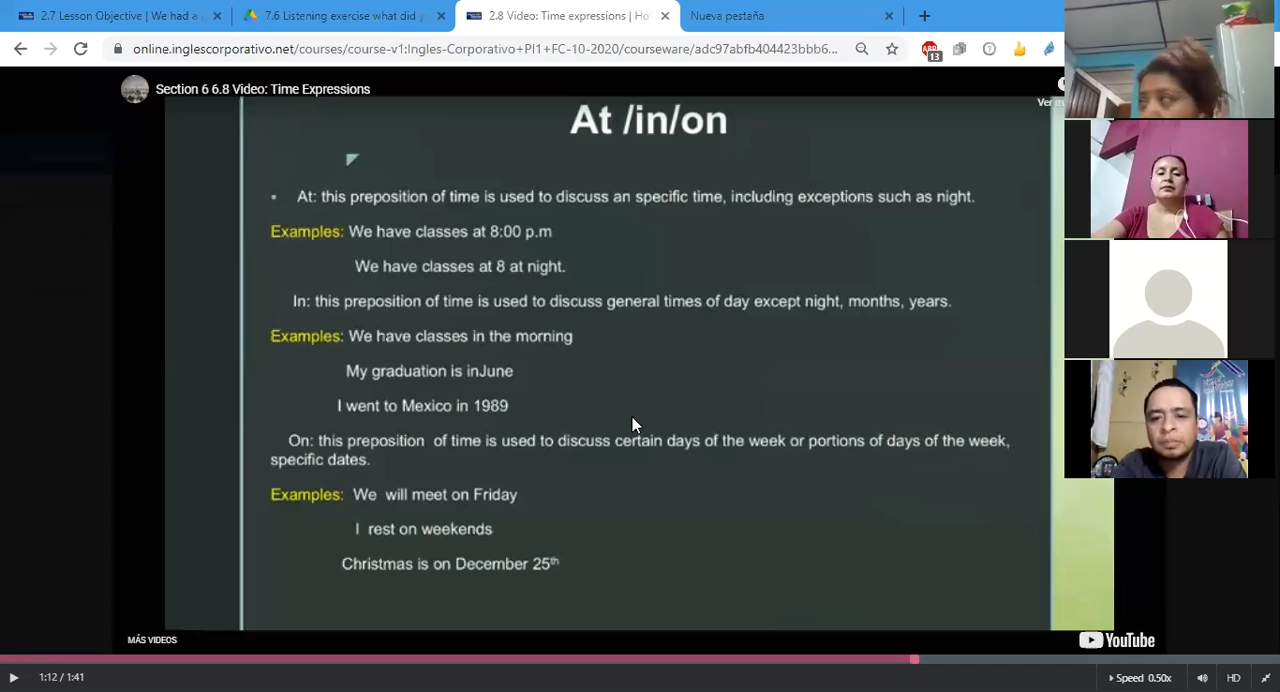 2.7 Lesson Objective | We had a
7.6 Listening exercise what did y
2.8 Video: Time expressions | Ho
Nueva pestaña
online.inglescorporativo.net/courses/course-v1:Ingles-Corporativo+PI1+FC-10-2020/courseware/adc97abfb404423bbb6...
ABP
13
Section 6 6.8 Video: Time Expressions
Ver m
At /in/on
At: this preposition of time is used to discuss an specific time, including exceptions such as night.
Examples: We have classes at 8:00 p.m
We have classes at 8 at night.
In: this preposition of time is used to discuss general times of day except night, months, years.
Examples: We have classes in the morning
My graduation is inJune
I went to Mexico in 1989
On: this preposition of time is used to discuss certain days of the week or portions of days of the week,
specific dates.
Examples: We will meet on Friday
I rest on weekends
Christmas is on December 25th
MÁS VIDEOS
YouTube
1:12 / 1:41
Speed 0.50x
HD